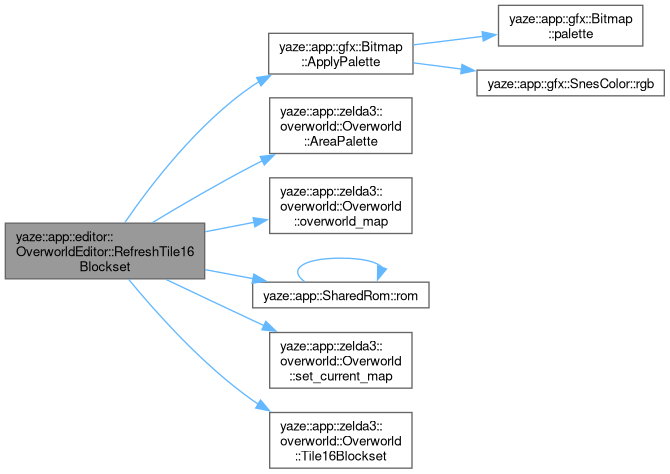 yaze::app::gfx::Bitmap
::palette
yaze::app::gfx::Bitmap
::ApplyPalette
yaze::app::gfx::SnesColor::rgb
yaze::app::zelda3::
overworld::Overworld
::AreaPalette
yaze::app::zelda3::
overworld::Overworld
::overworld_map
yaze::app::editor::
OverworldEditor::RefreshTile16
Blockset
yaze::app::SharedRom::rom
yaze::app::zelda3::
overworld::Overworld
::set_current_map
yaze::app::zelda3::
overworld::Overworld
::Tile16Blockset